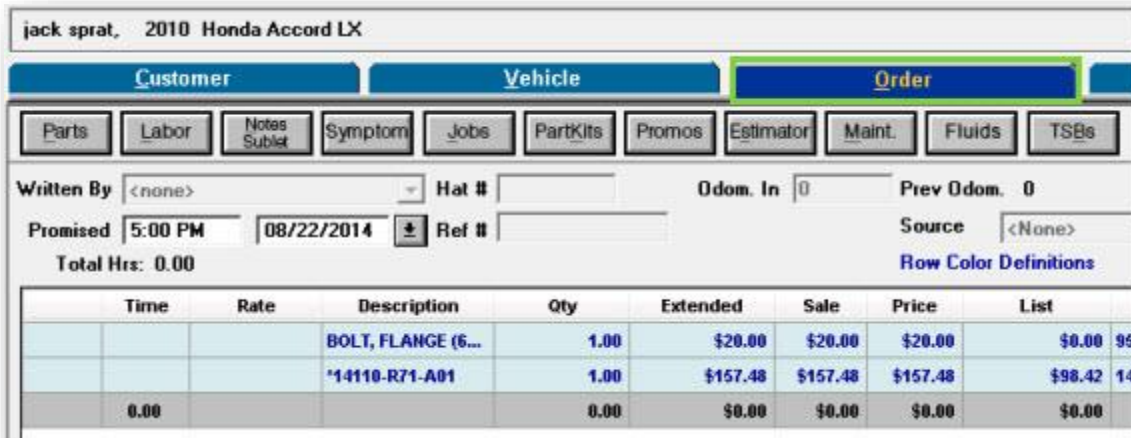 jack sprat, 2010 Honda Accord LX
Customer Vehicle Order
Parts Labor Notes Sublet Symptom Jobs PartKits Promos Estimator Maint. Fluids TSBs
Written By <none> Hat # Odom. In 0 Prev Odom. 0
Promised 5:00 PM 08/22/2014 Ref # Source <None>
Total Hrs: 0.00 Row Color Definitions
Time Rate Description Qty Extended Sale Price List
BOLT, FLANGE (6... 1.00 $20.00 $20.00 $20.00 $0.00 95
*14110-R71-A01 1.00 $157.48 $157.48 $157.48 $98.42 14
0.00 0.00 $0.00 $0.00 $0.00 $0.00